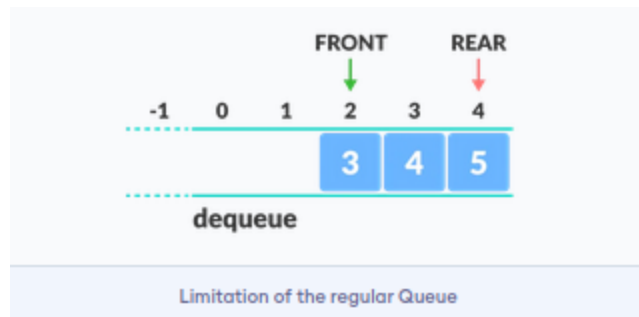 FRONT REAR
-1 0 1 2 3 4
3 4 5
dequeue
Limitation of the regular Queue